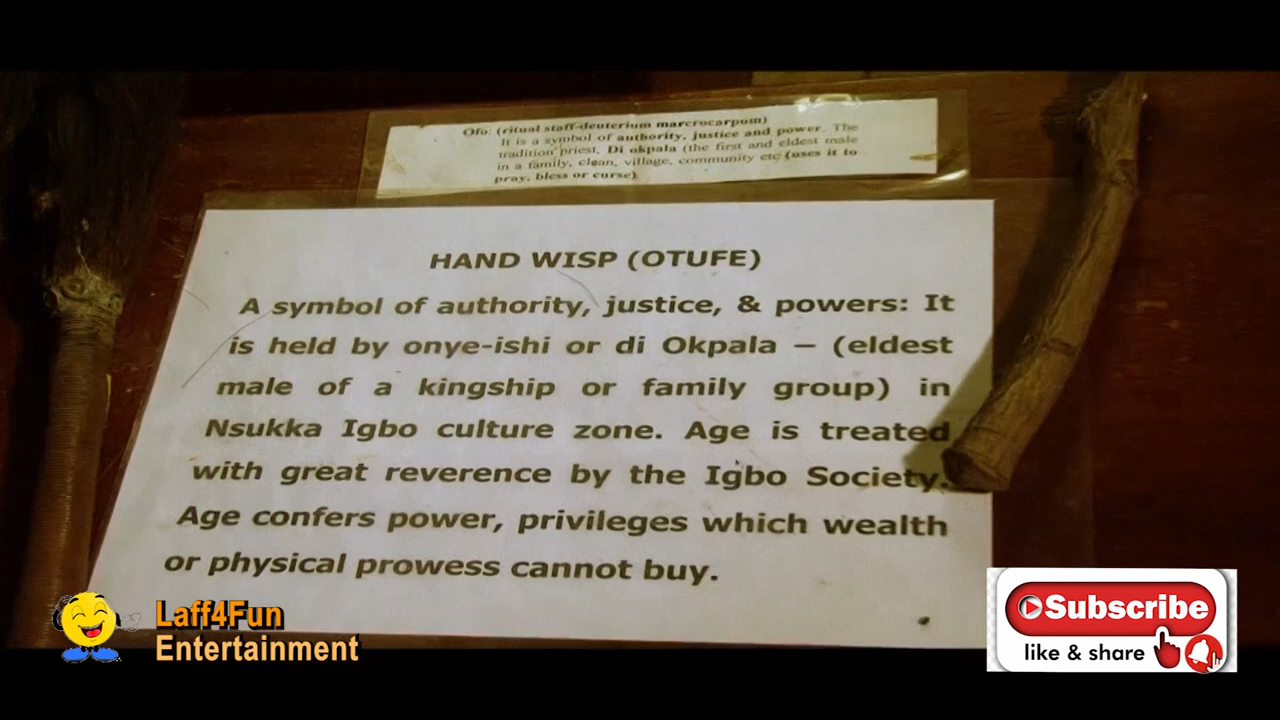 Ofo: (ritual staff-deuterium marcrocarpum)
It is a symbol of authority, justice and power. The
tradition priest, Di okpala (the first and eldest male
in a family, clean, village, community etc (uses it to
pray, bless or curse)
HAND WISP (OTUFE)
A symbol of authority, justice, & powers: It
is held by onye-ishi or di Okpala – (eldest
male of a kingship or family group) in
Nsukka Igbo culture zone. Age is treated
with great reverence by the Igbo Society.
Age confers power, privileges which wealth
or physical prowess cannot buy.
Laff4Fun
Entertainment
Subscribe
like & share